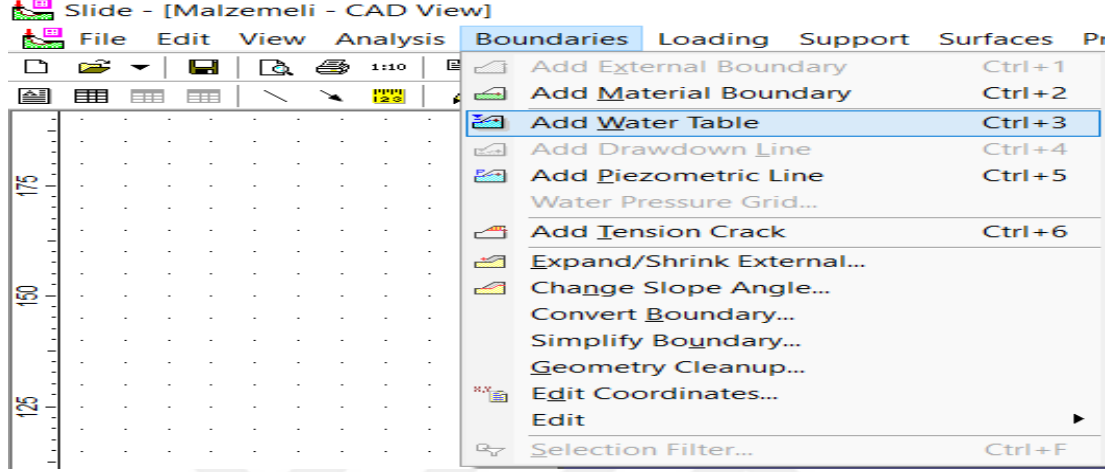 Slide - [Malzemeli - CAD View]
File Edit View Analysis Boundaries Loading Support Surfaces Pr
1:10
Add External Boundary Ctrl+1
Add Material Boundary Ctrl+2
Add Water Table Ctrl+3
Add Drawdown Line Ctrl+4
Add Piezometric Line Ctrl+5
Water Pressure Grid...
Add Tension Crack Ctrl+6
Expand/Shrink External...
Change Slope Angle...
Convert Boundary...
Simplify Boundary...
Geometry Cleanup...
Edit Coordinates...
Edit
Selection Filter... Ctrl+F
175
150
125